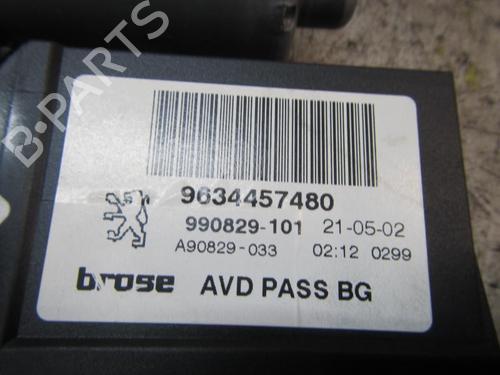 B-PARTS
9634457480
990829-101 21-05-02
A90829-033 02:12 0299
brose AVD PASS BG